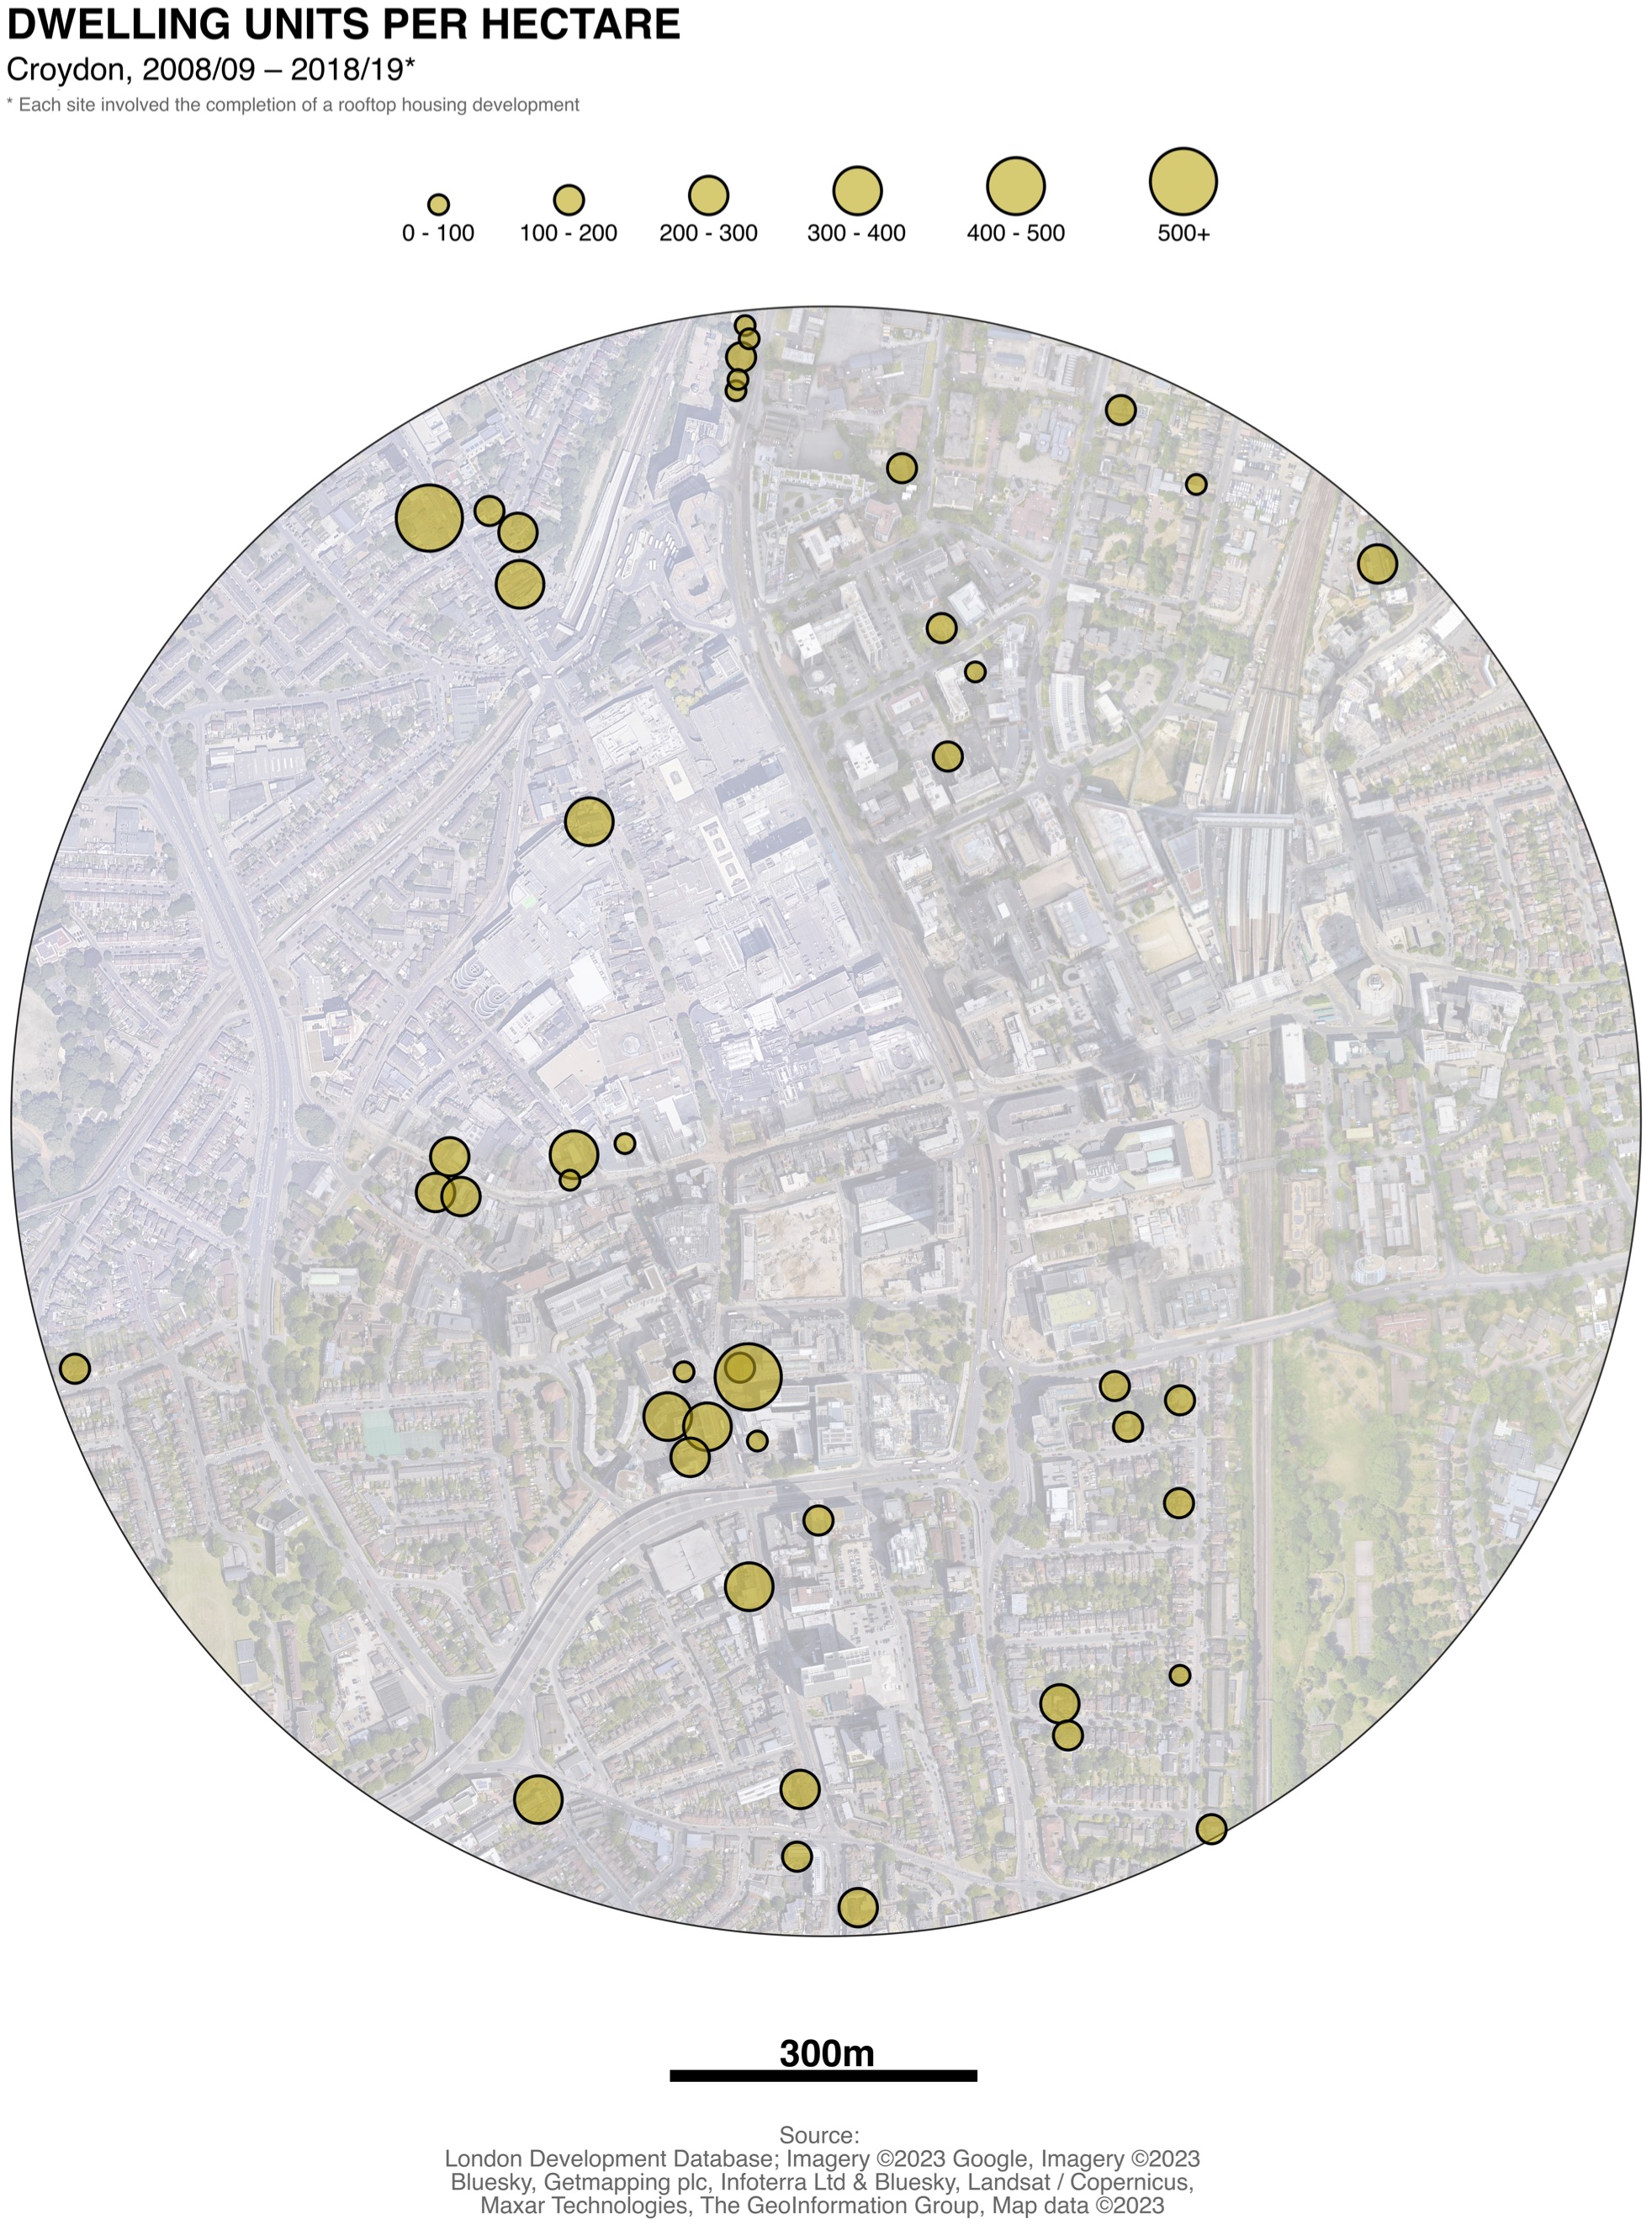 DWELLING UNITS PER HECTARE
Croydon, 2008/09 – 2018/19*
* Each site involved the completion of a rooftop housing development
0 - 100 100 - 200 200 - 300 300 - 400 400 - 500 500+
300m
Source:
London Development Database; Imagery ©2023 Google, Imagery ©2023
Bluesky, Getmapping plc, Infoterra Ltd & Bluesky, Landsat / Copernicus,
Maxar Technologies, The GeoInformation Group, Map data ©2023